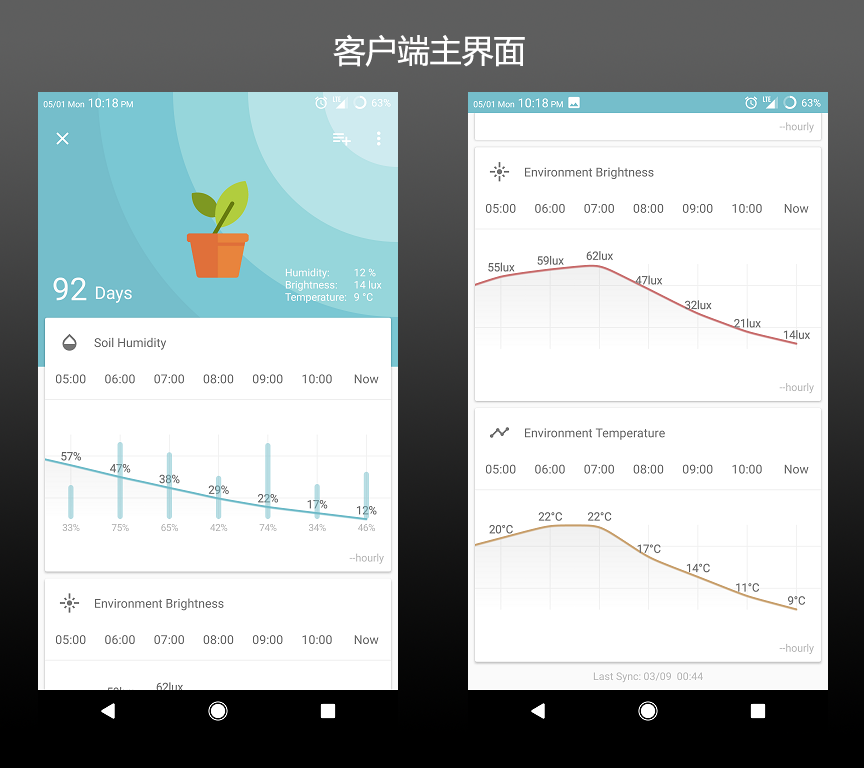 客户端主界面
05/01 Mon 10:18 PM
LTE
63%
92 Days
Humidity: 12 %
Brightness: 14 lux
Temperature: 9 °C
Soil Humidity
05:00 06:00 07:00 08:00 09:00 10:00 Now
57% 47% 38% 29% 22% 17% 12%
33% 75% 65% 42% 74% 34% 46%
--hourly
Environment Brightness
05:00 06:00 07:00 08:00 09:00 10:00 Now
62lux
05/01 Mon 10:18 PM
LTE
63%
--hourly
Environment Brightness
05:00 06:00 07:00 08:00 09:00 10:00 Now
55lux 59lux 62lux 47lux 32lux 21lux 14lux
--hourly
Environment Temperature
05:00 06:00 07:00 08:00 09:00 10:00 Now
20°C 22°C 22°C 17°C 14°C 11°C 9°C
--hourly
Last Sync: 03/09 00:44